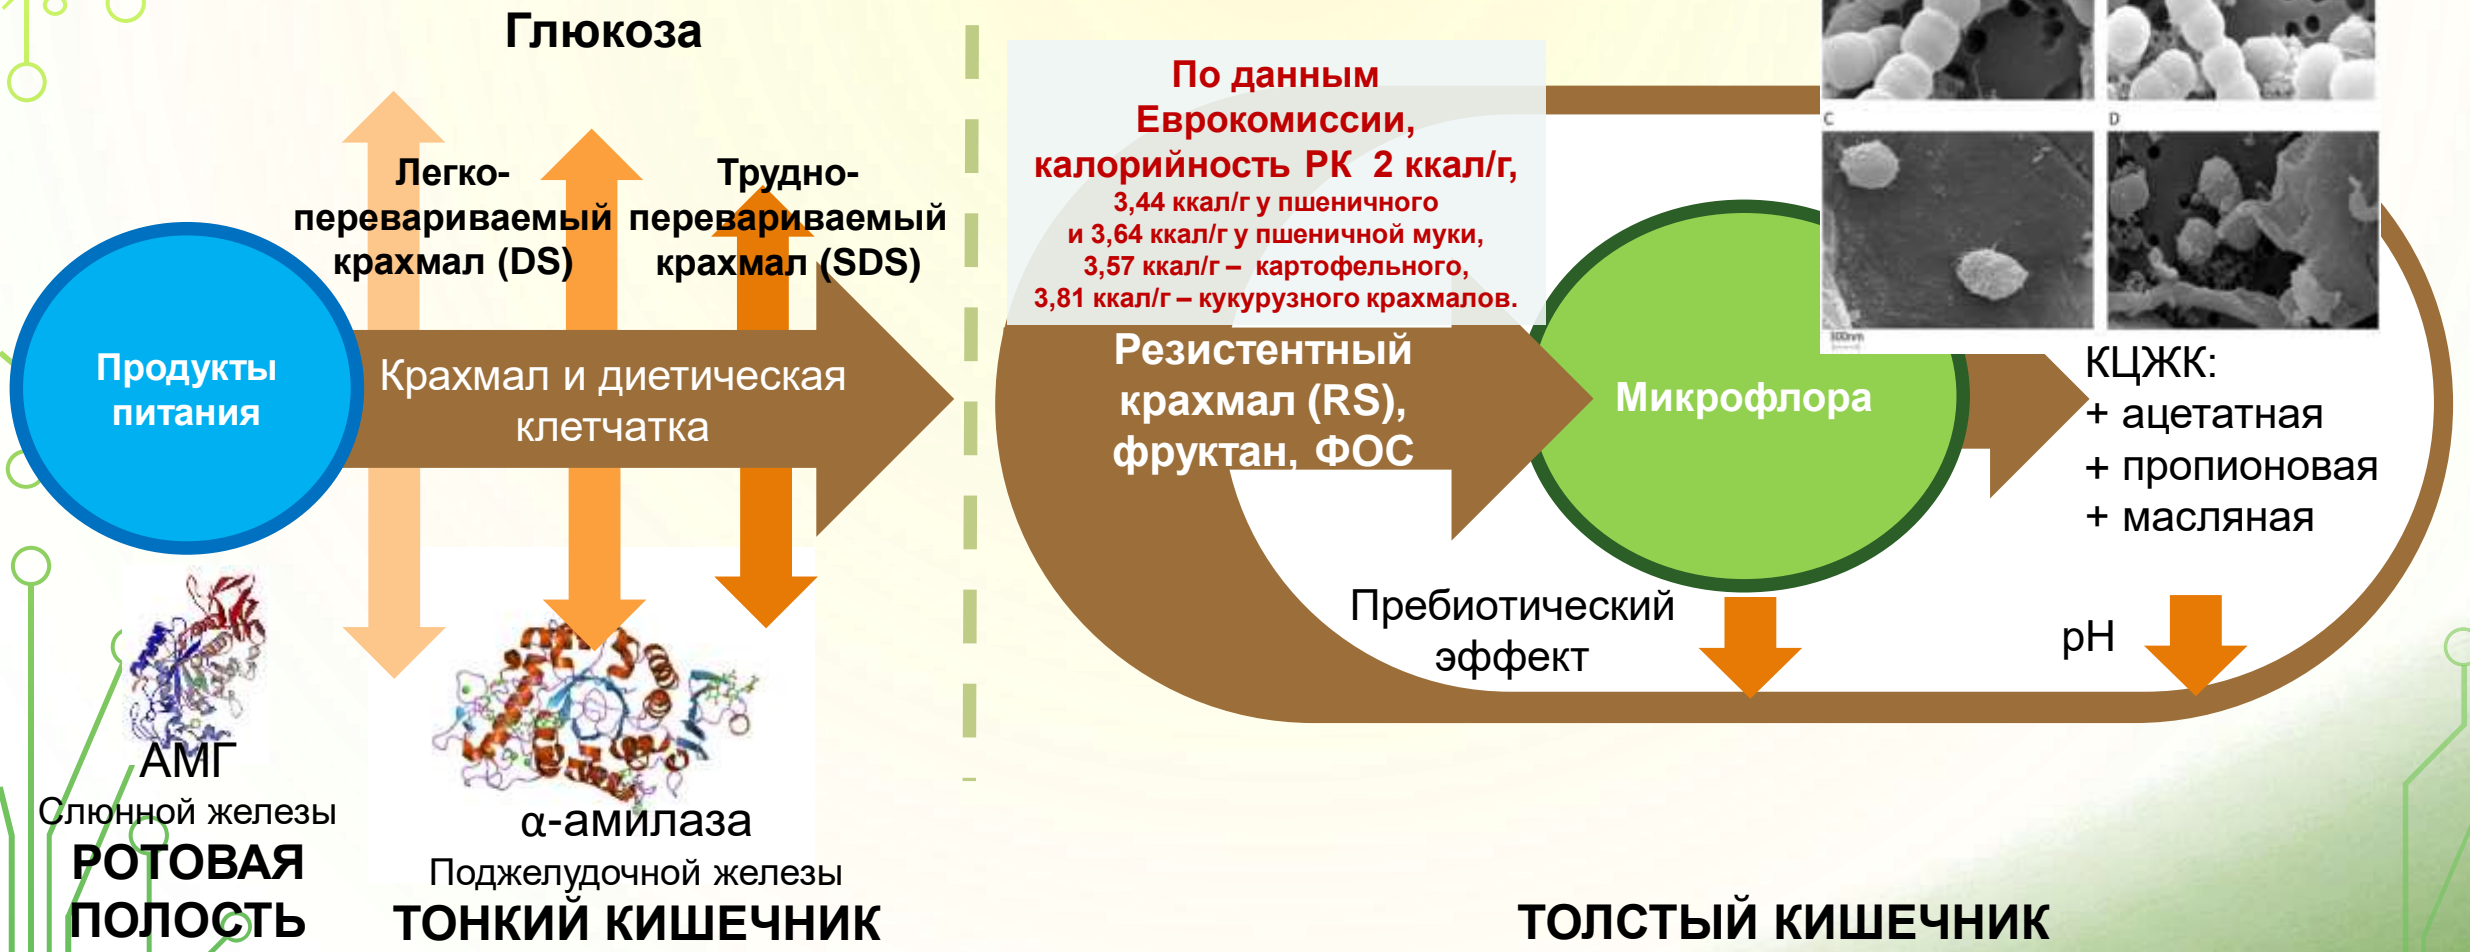 Глюкоза
Легко-
перевариваемый
крахмал (DS)
Трудно-
перевариваемый
крахмал (SDS)
Продукты
питания
Крахмал и диетическая
клетчатка
АМГ
Слюнной железы
РОТОВАЯ
ПОЛОСТЬ
α-амилаза
Поджелудочной железы
ТОНКИЙ КИШЕЧНИК
По данным
Еврокомиссии,
калорийность РК 2 ккал/г,
3,44 ккал/г у пшеничного
и 3,64 ккал/г у пшеничной муки,
3,57 ккал/г – картофельного,
3,81 ккал/г – кукурузного крахмалов.
Резистентный
крахмал (RS),
фруктан, ФОС
Микрофлора
C
D
300nm
КЦЖК:
+ ацетатная
+ пропионовая
+ масляная
Пребиотический
эффект
pH
ТОЛСТЫЙ КИШЕЧНИК